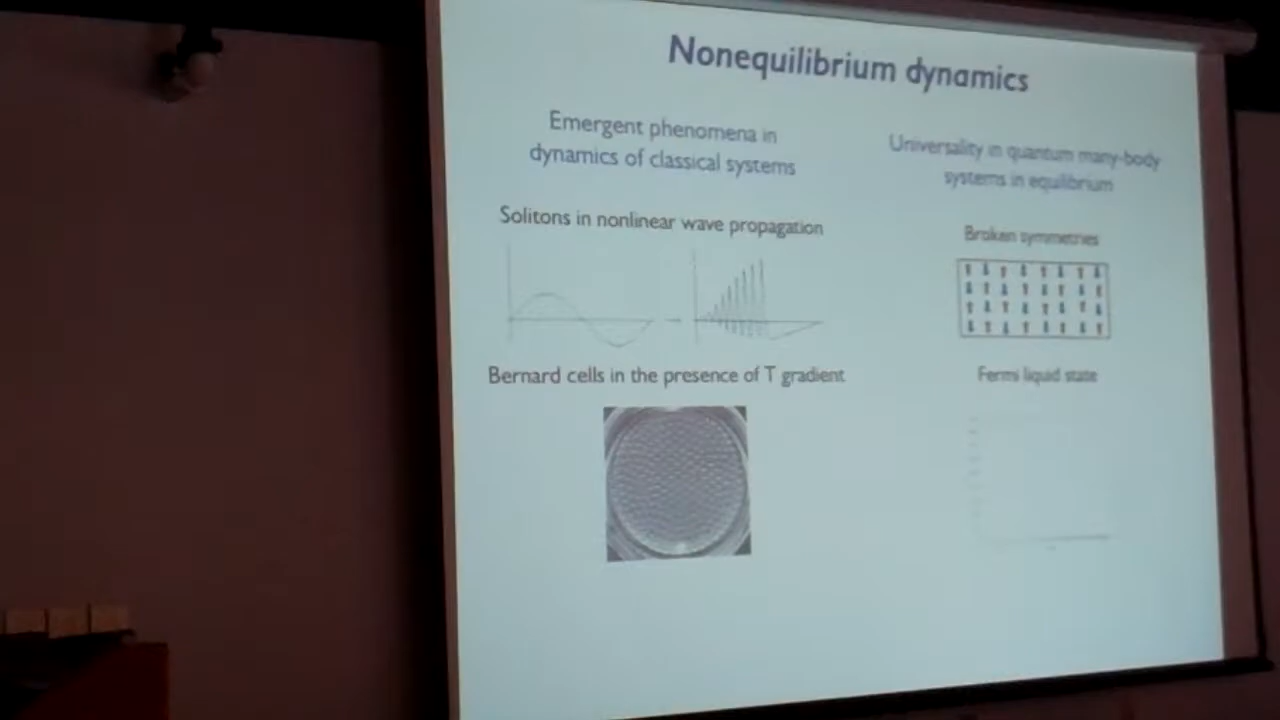 Nonequilibrium dynamics
Emergent phenomena in
dynamics of classical systems
Universality in quantum many-body
systems in equilibrium
Solitons in nonlinear wave propagation
Broken symmetries
Bernard cells in the presence of T gradient
Fermi liquid state